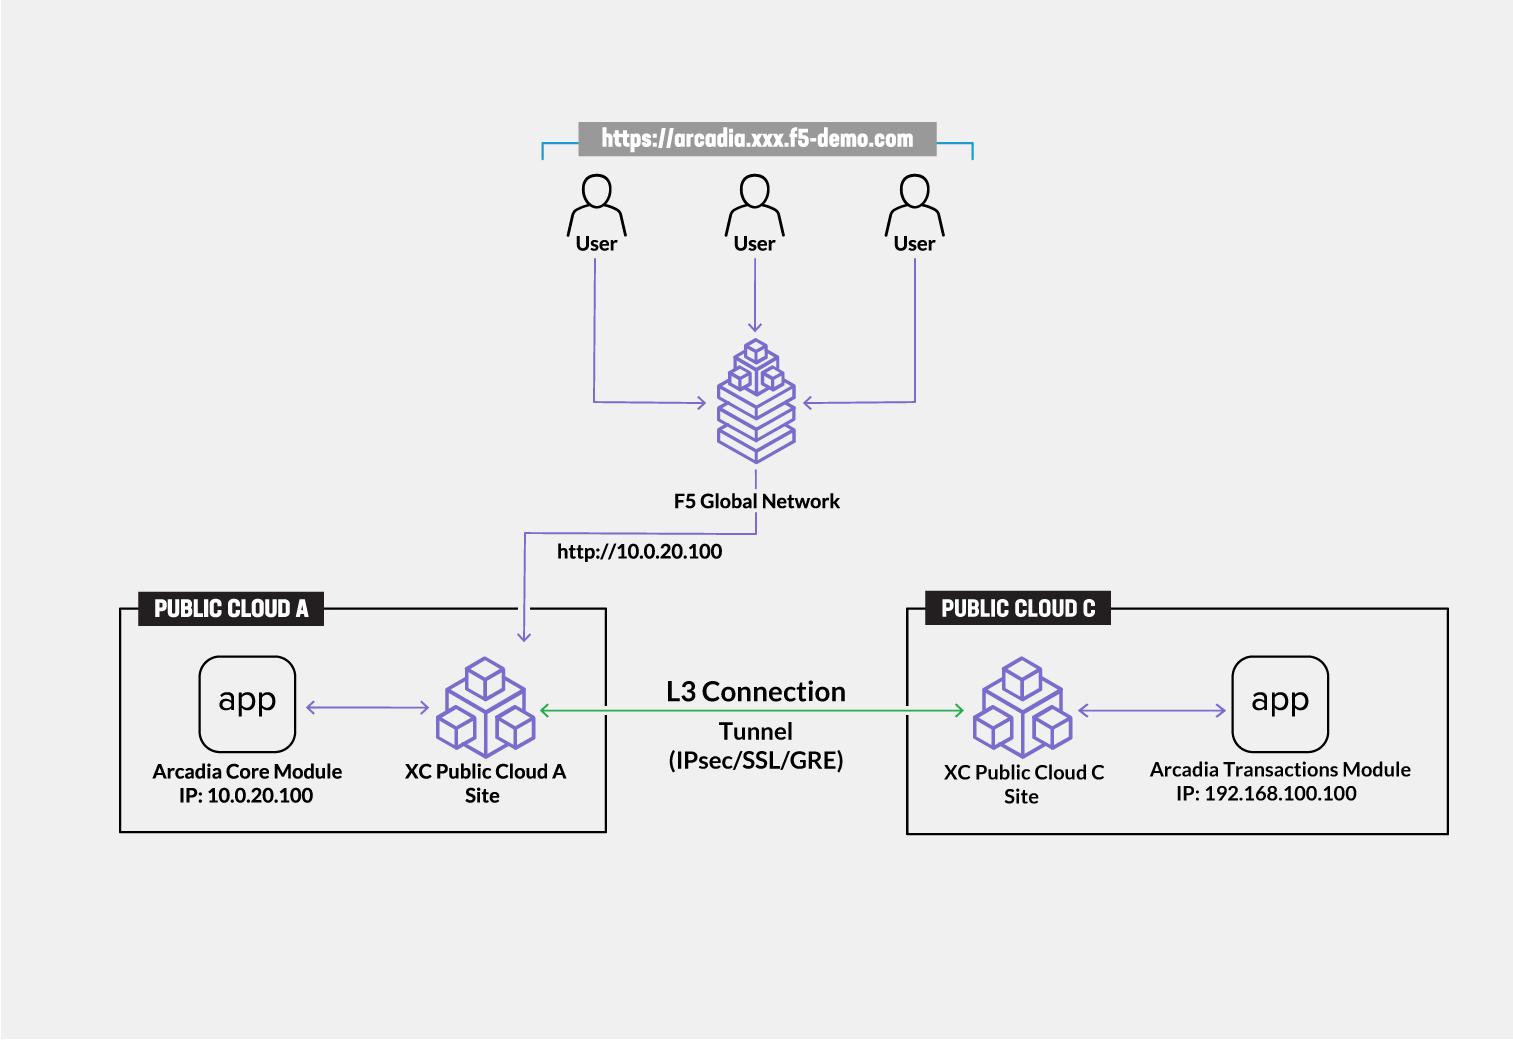 https://arcadia.xxx.f5-demo.com
User
User
User
F5 Global Network
http://10.0.20.100
PUBLIC CLOUD A
PUBLIC CLOUD C
app
Arcadia Core Module
IP: 10.0.20.100
XC Public Cloud A
Site
L3 Connection
Tunnel
(IPsec/SSL/GRE)
XC Public Cloud C
Site
app
Arcadia Transactions Module
IP: 192.168.100.100